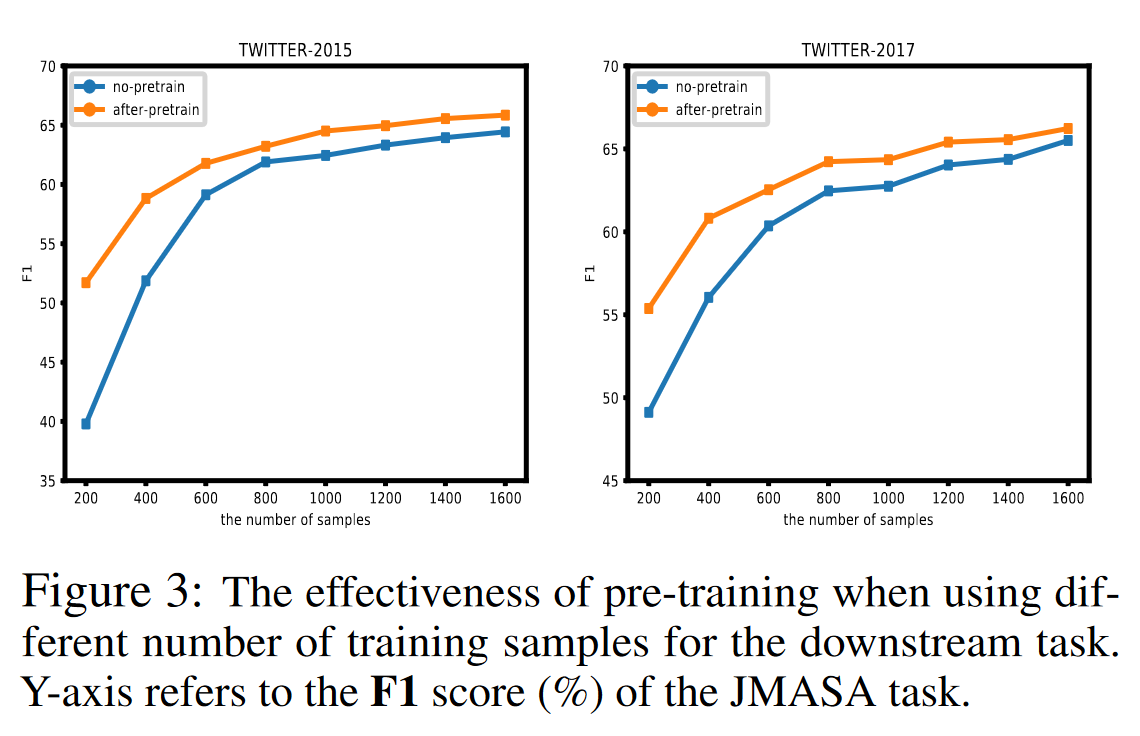 TWITTER-2015
70
65
60
55
50
45
40
35
F1
no-pretrain
after-pretrain
200 400 600 800 1000 1200 1400 1600
the number of samples
TWITTER-2017
70
65
60
55
50
45
F1
no-pretrain
after-pretrain
200 400 600 800 1000 1200 1400 1600
the number of samples
Figure 3: The effectiveness of pre-training when using dif-
ferent number of training samples for the downstream task.
Y-axis refers to the F1 score (%) of the JMASA task.